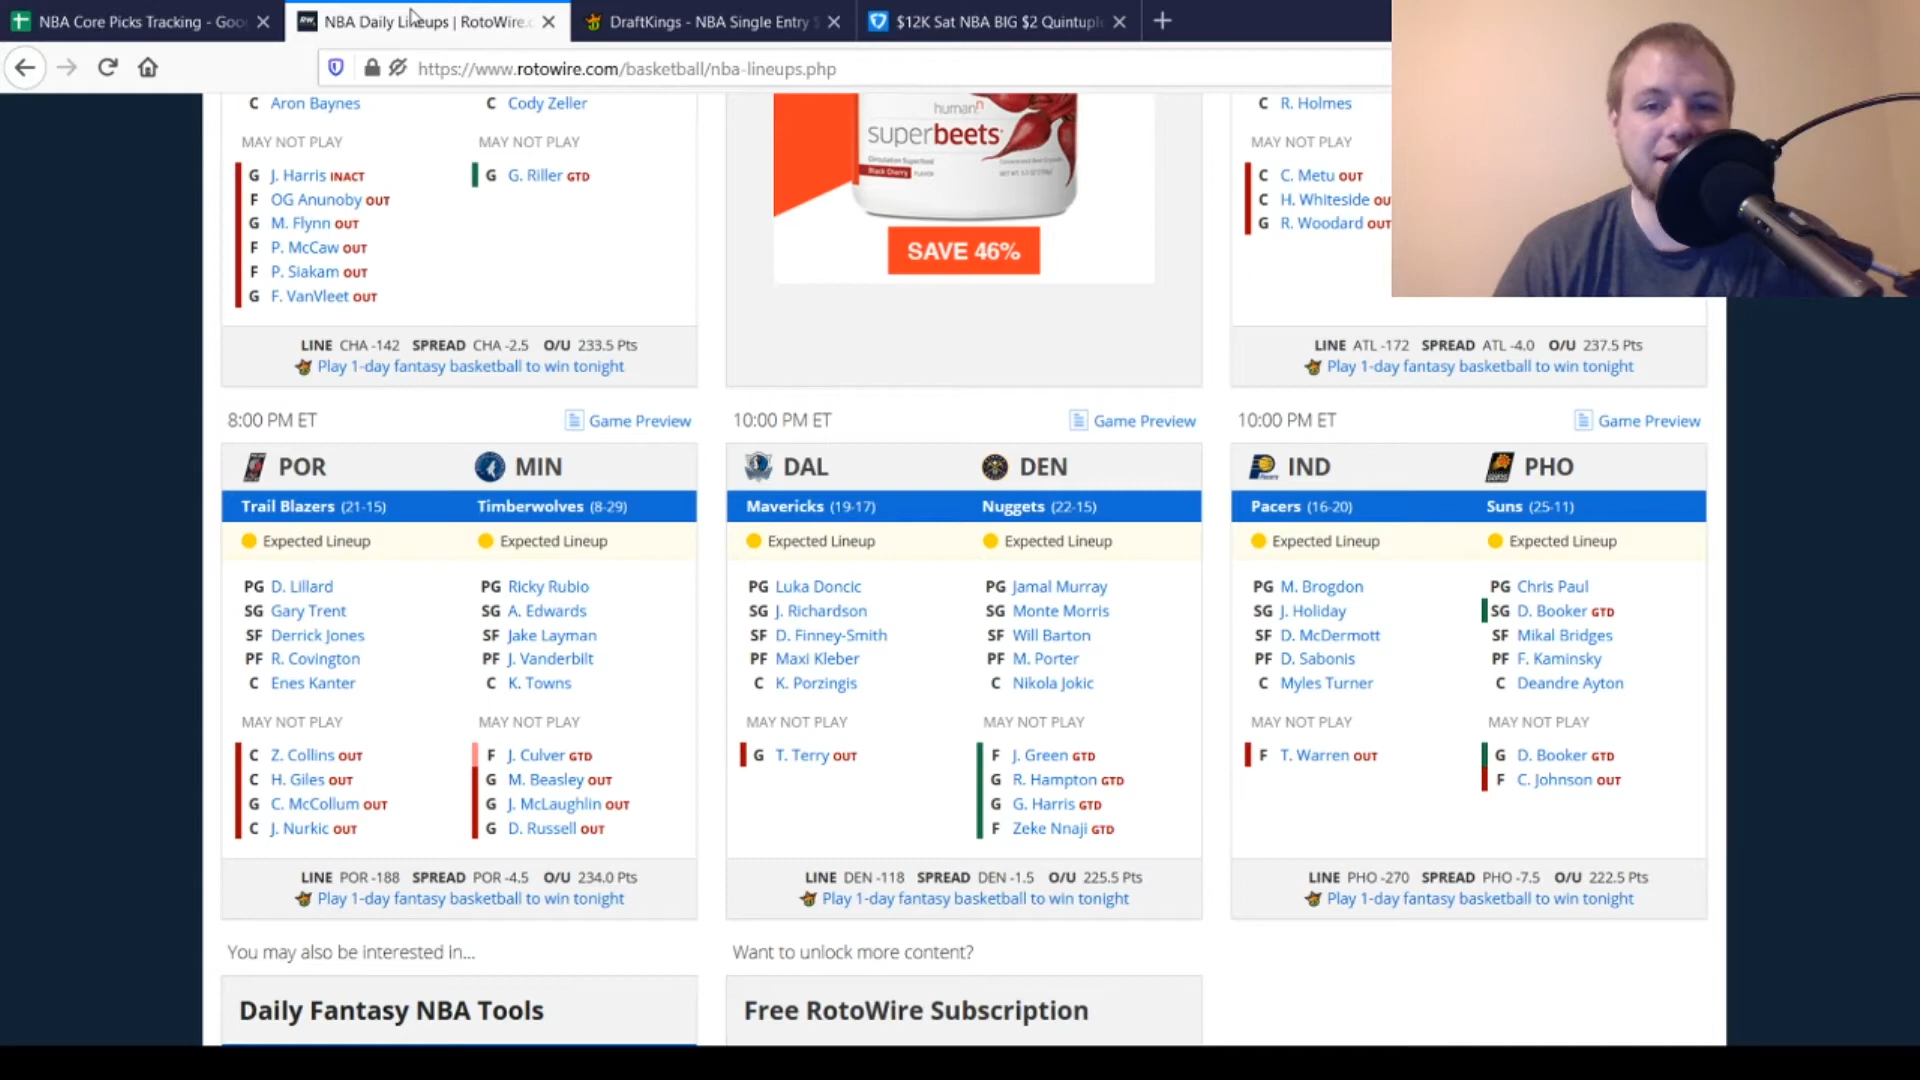 NBA Core Picks Tracking - Goo
NBA Daily Lineups | RotoWire.c
DraftKings - NBA Single Entry $
$12K Sat NBA BIG $2 Quintupl
https://www.rotowire.com/basketball/nba-lineups.php
C Aron Baynes
C Cody Zeller
MAY NOT PLAY
MAY NOT PLAY
G J. Harris INACT
F OG Anunoby OUT
G M. Flynn OUT
F P. McCaw OUT
F P. Siakam OUT
G F. VanVleet OUT
G G. Riller GTD
LINE CHA -142 SPREAD CHA -2.5 O/U 233.5 Pts
Play 1-day fantasy basketball to win tonight
humann
superbeets
Circulation Superfood
Black Cherry FLAVOR
SAVE 46%
C R. Holmes
MAY NOT PLAY
C C. Metu OUT
C H. Whiteside OU
G R. Woodard OUT
LINE ATL -172 SPREAD ATL -4.0 O/U 237.5 Pts
Play 1-day fantasy basketball to win tonight
8:00 PM ET
Game Preview
POR
MIN
Trail Blazers (21-15)
Timberwolves (8-29)
Expected Lineup
Expected Lineup
PG D. Lillard
SG Gary Trent
SF Derrick Jones
PF R. Covington
C Enes Kanter
PG Ricky Rubio
SG A. Edwards
SF Jake Layman
PF J. Vanderbilt
C K. Towns
MAY NOT PLAY
MAY NOT PLAY
C Z. Collins OUT
C H. Giles OUT
G C. McCollum OUT
C J. Nurkic OUT
F J. Culver GTD
G M. Beasley OUT
G J. McLaughlin OUT
G D. Russell OUT
LINE POR -188 SPREAD POR -4.5 O/U 234.0 Pts
Play 1-day fantasy basketball to win tonight
10:00 PM ET
Game Preview
DAL
DEN
Mavericks (19-17)
Nuggets (22-15)
Expected Lineup
Expected Lineup
PG Luka Doncic
SG J. Richardson
SF D. Finney-Smith
PF Maxi Kleber
C K. Porzingis
PG Jamal Murray
SG Monte Morris
SF Will Barton
PF M. Porter
C Nikola Jokic
MAY NOT PLAY
MAY NOT PLAY
G T. Terry OUT
F J. Green GTD
G R. Hampton GTD
G G. Harris GTD
F Zeke Nnaji GTD
LINE DEN -118 SPREAD DEN -1.5 O/U 225.5 Pts
Play 1-day fantasy basketball to win tonight
10:00 PM ET
Game Preview
IND
PHO
Pacers (16-20)
Suns (25-11)
Expected Lineup
Expected Lineup
PG M. Brogdon
SG J. Holiday
SF D. McDermott
PF D. Sabonis
C Myles Turner
PG Chris Paul
SG D. Booker GTD
SF Mikal Bridges
PF F. Kaminsky
C Deandre Ayton
MAY NOT PLAY
MAY NOT PLAY
F T. Warren OUT
G D. Booker GTD
F C. Johnson OUT
LINE PHO -270 SPREAD PHO -7.5 O/U 222.5 Pts
Play 1-day fantasy basketball to win tonight
You may also be interested in...
Want to unlock more content?
Daily Fantasy NBA Tools
Free RotoWire Subscription